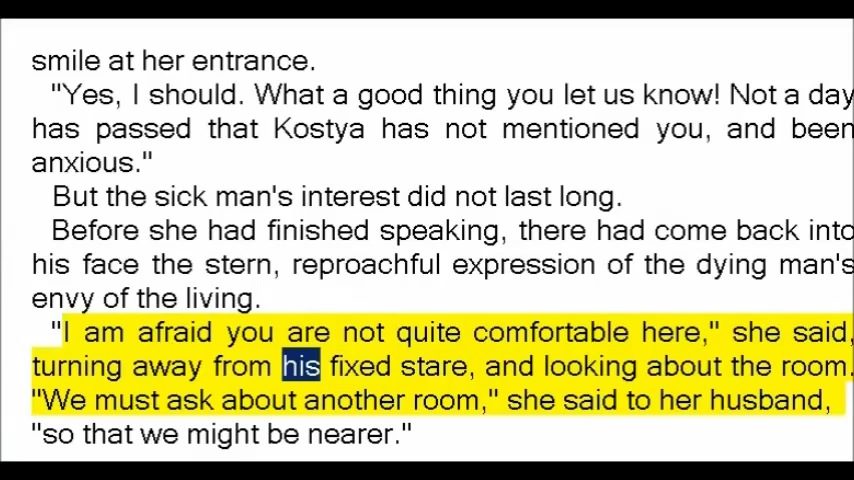 smile at her entrance.
"Yes, I should. What a good thing you let us know! Not a day
has passed that Kostya has not mentioned you, and been
anxious."
But the sick man's interest did not last long.
Before she had finished speaking, there had come back into
his face the stern, reproachful expression of the dying man's
envy of the living.
"I am afraid you are not quite comfortable here," she said,
turning away from his fixed stare, and looking about the room.
"We must ask about another room," she said to her husband,
"so that we might be nearer."